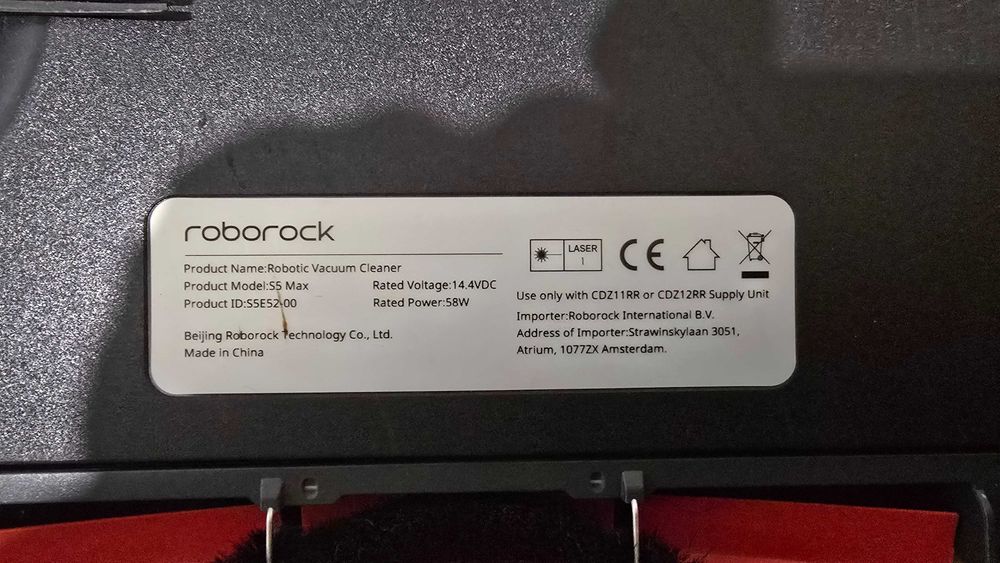 roborock
Product Name:Robotic Vacuum Cleaner
Product Model:S5 Max
Rated Voltage:14.4VDC
Product ID:S5E52-00
Rated Power:58W
Beijing Roborock Technology Co., Ltd.
Made in China
LASER
1
CE
Use only with CDZ11RR or CDZ12RR Supply Unit
Importer:Roborock International B.V.
Address of Importer:Strawinskylaan 3051,
Atrium, 1077ZX Amsterdam.